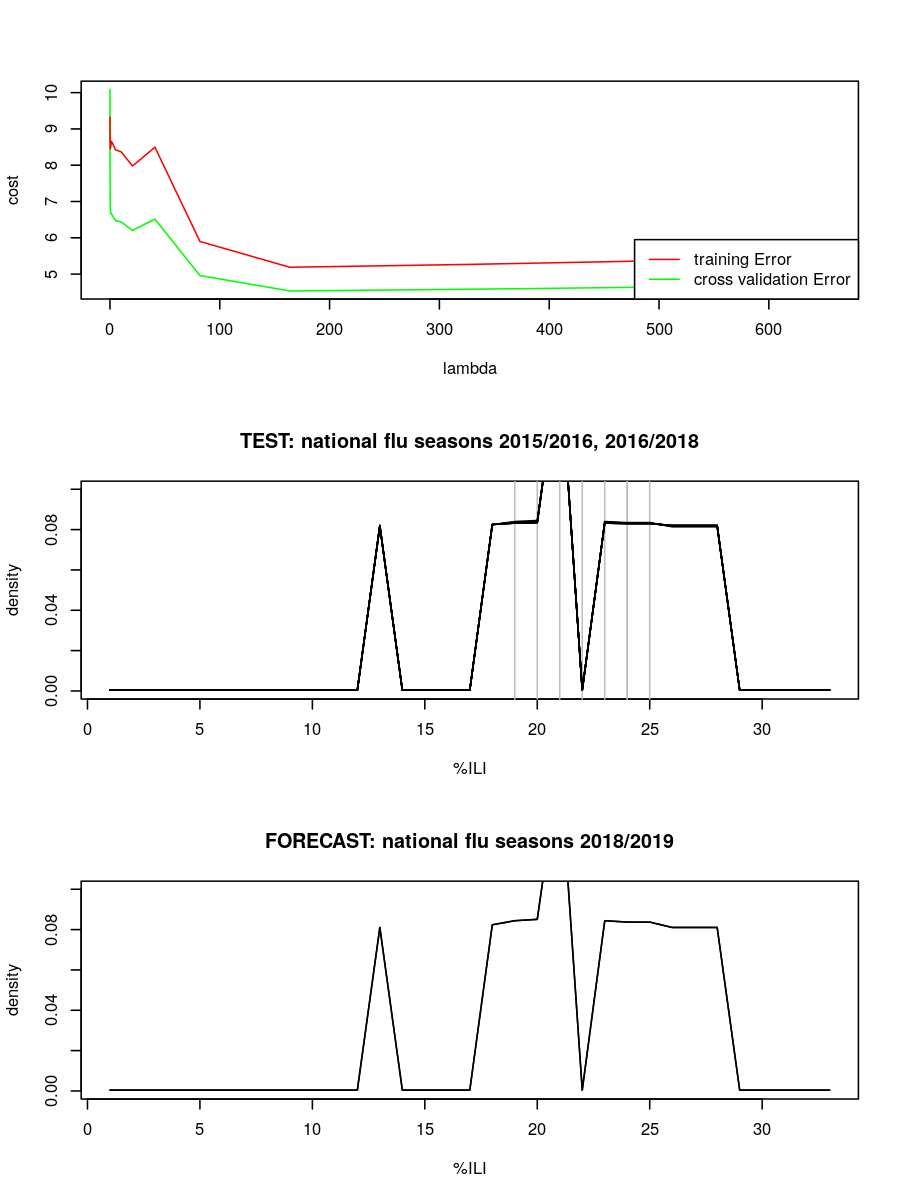 10
9
8
7
6
5
cost
training Error
cross validation Error
0 100 200 300 400 500 600
lambda
TEST: national flu seasons 2015/2016, 2016/2018
0.08
0.04
0.00
density
0 5 10 15 20 25 30
%ILI
FORECAST: national flu seasons 2018/2019
0.08
0.04
0.00
density
0 5 10 15 20 25 30
%ILI